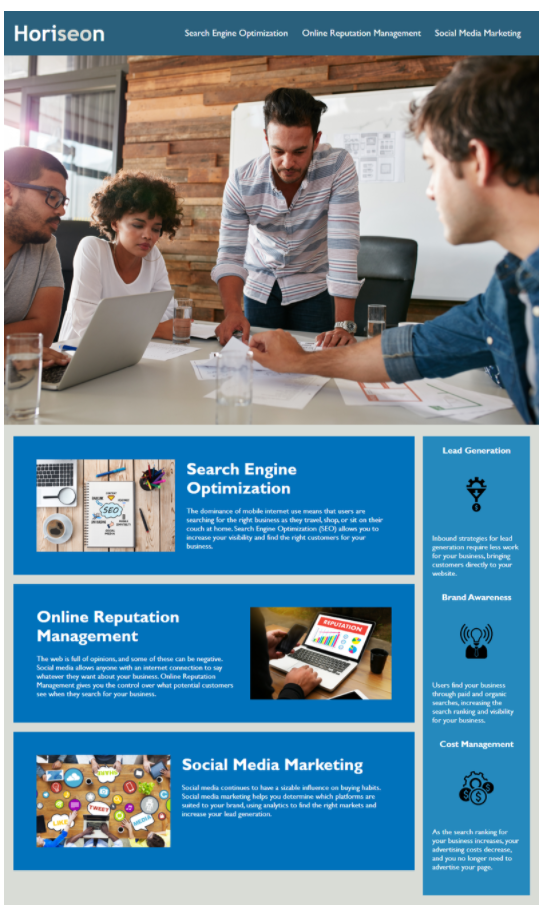 Horiseon
Search Engine Optimization
Online Reputation Management
Social Media Marketing
Search Engine
Optimization
The dominance of mobile internet use means that users are
searching for the right business as they travel, shop, or sit on their
couch at home. Search Engine Optimization (SEO) allows you to
increase your visibility and find the right customers for your
business.
SEO
Online Reputation
Management
The web is full of opinions, and some of these can be negative.
Social media allows anyone with an internet connection to say
whatever they want about your business. Online Reputation
Management gives you the control over what potential customers
see when they search for your business.
REPUTATION
Social Media Marketing
Social media continues to have a sizable influence on buying habits.
Social media marketing helps you determine which platforms are
suited to your brand, using analytics to find the right markets and
increase your lead generation.
TWEET
LIKE
MEDIA
Lead Generation
Inbound strategies for lead
generation require less work
for your business, bringing
customers directly to your
website.
Brand Awareness
Users find your business
through paid and organic
searches, increasing the
search ranking and visibility
for your business.
Cost Management
As the search ranking for
your business increases, your
advertising costs decrease,
and you no longer need to
advertise your page.